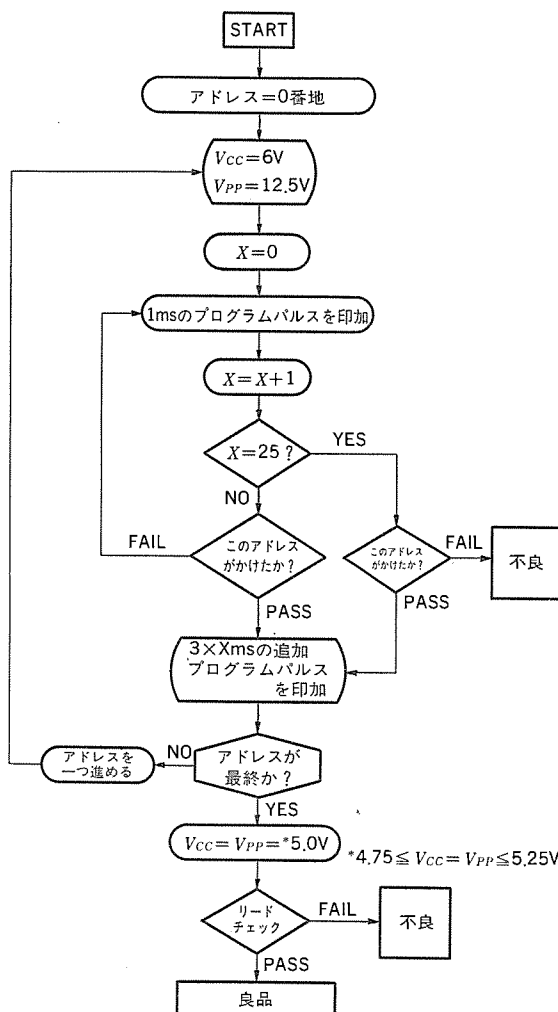 START
アドレス=0番地
VCC=6V
VPP=12.5V
X=0
1msのプログラムパルスを印加
X=X+1
X=25?
YES
NO
このアドレス
がかけたか?
FAIL
PASS
このアドレス
がかけたか?
FAIL
不良
PASS
3×Xmsの追加
プログラムパルス
を印加
アドレスが
最終か?
NO
アドレスを
一つ進める
YES
VCC=VPP=*5.0V
*4.75≦VCC=VPP≦5.25V
リード
チェック
FAIL
不良
PASS
良品